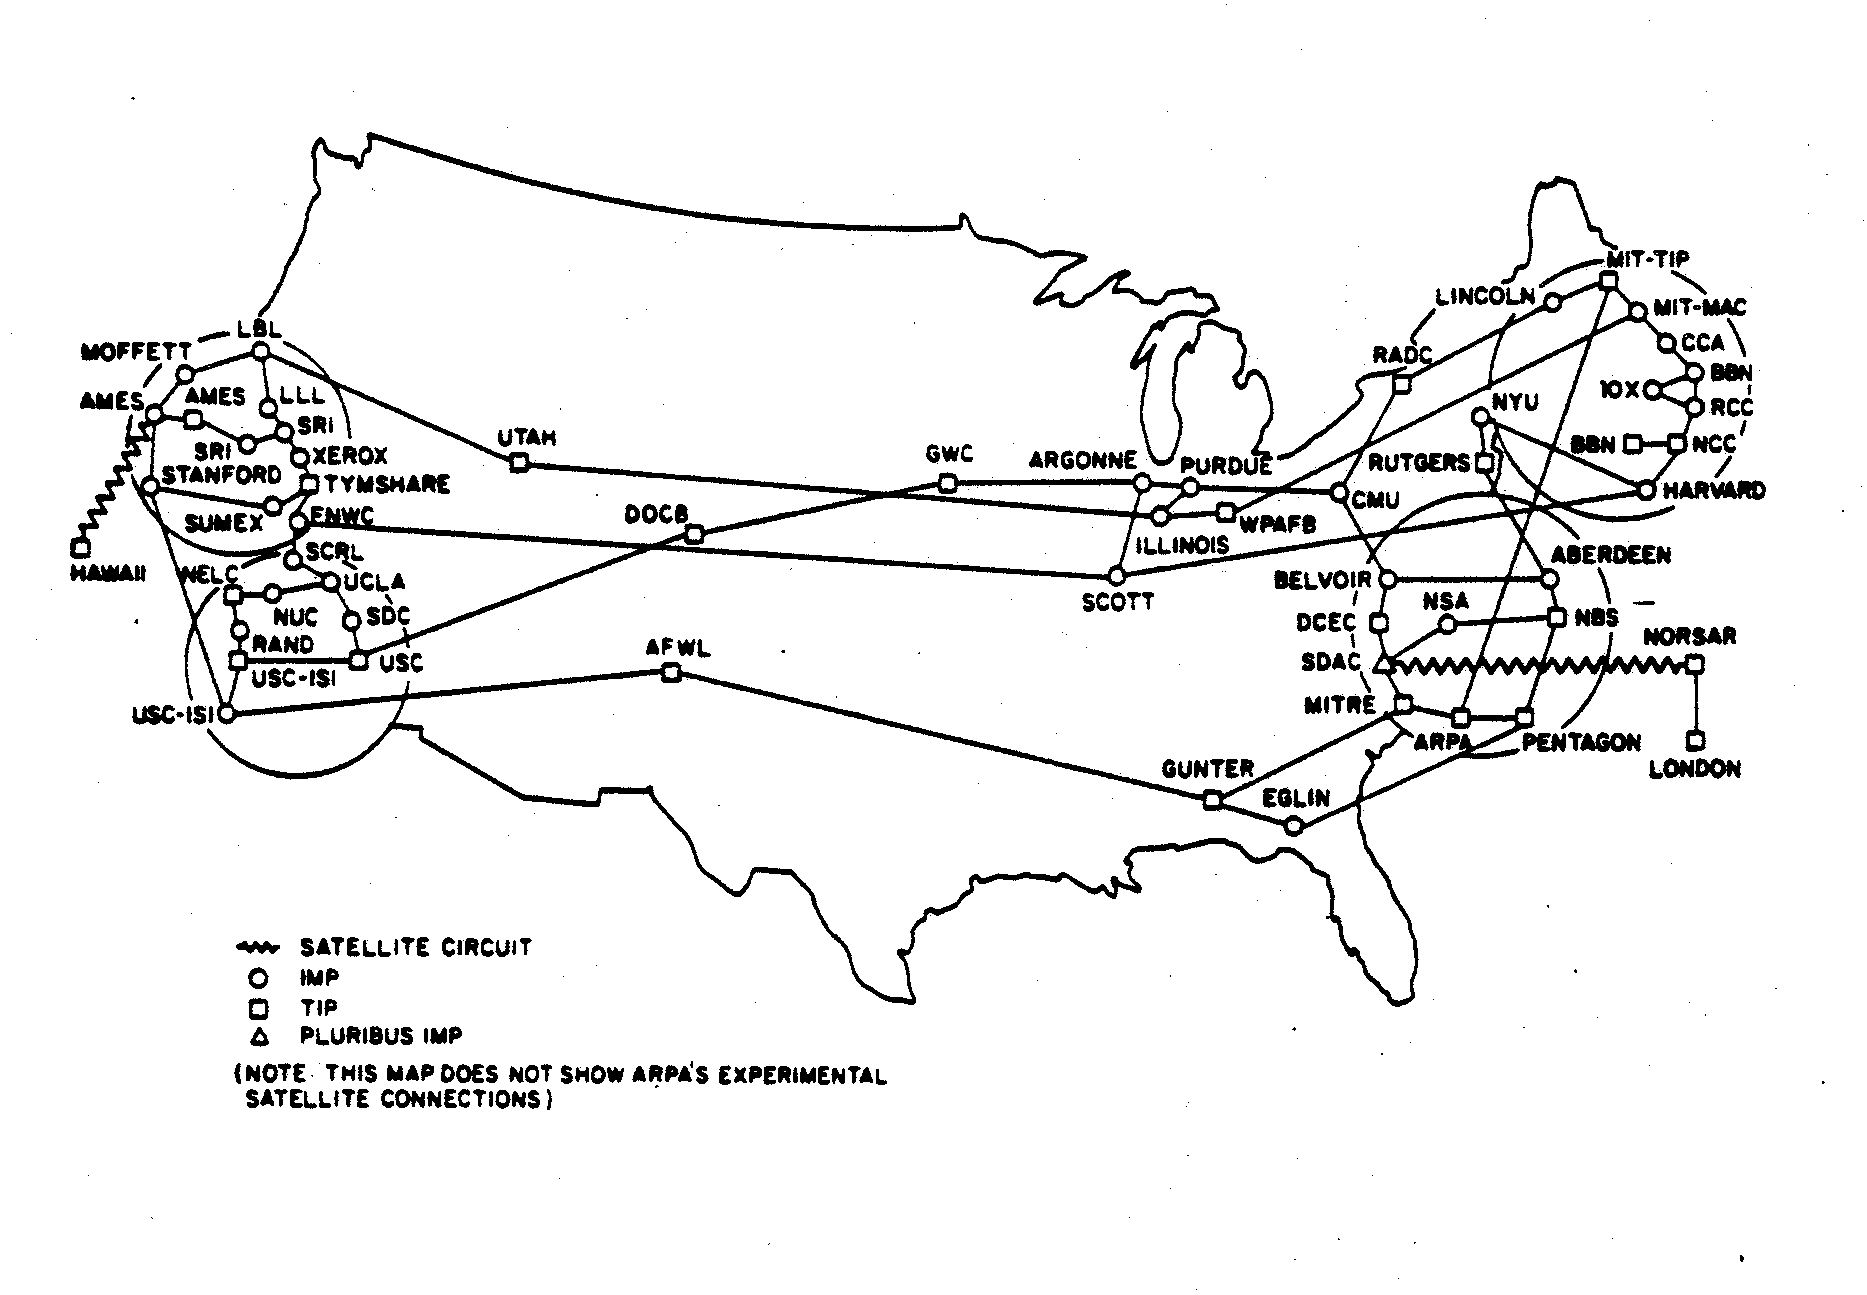 MIT-TIP
LINCOLN
MIT-MAC
LBL
CCA
MOFFETT
RADC
BBN
AMES
AMES
LLL
10X
NYU
RCC
SRI
UTAH
BBN
NCC
SRI
XEROX
GWC
ARGONNE
PURDUE
RUTGERS
STANFORD
TYMSHARE
CMU
HARVARD
SUMEX
FNWC
DOCB
WPAFB
ILLINOIS
SCRL
ABERDEEN
HAWAII
NELC
UCLA
BELVOIR
SCOTT
NSA
NUC
SDC
DCEC
NBS
RAND
AFWL
NORSAR
USC-ISI
USC
SDAC
USC-ISI
MITRE
ARPA
PENTAGON
GUNTER
LONDON
EGLIN
SATELLITE CIRCUIT
IMP
TIP
PLURIBUS IMP
(NOTE THIS MAP DOES NOT SHOW ARPA'S EXPERIMENTAL
SATELLITE CONNECTIONS)